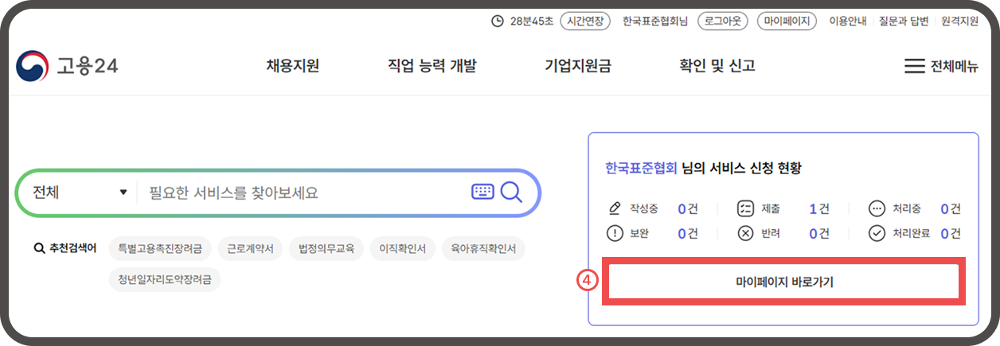 28분45초 시간연장 한국표준협회님 로그아웃 마이페이지 이용안내 질문과 답변 원격지원
고용24 채용지원 직업 능력 개발 기업지원금 확인 및 신고 전체메뉴
전체 필요한 서비스를 찾아보세요
추천검색어 특별고용촉진장려금 근로계약서 법정의무교육 이직확인서 육아휴직확인서
청년일자리도약장려금
한국표준협회 님의 서비스 신청 현황
작성중 0건 제출 1건 처리중 0건
보완 0건 반려 0건 처리완료 0건
④ 마이페이지 바로가기